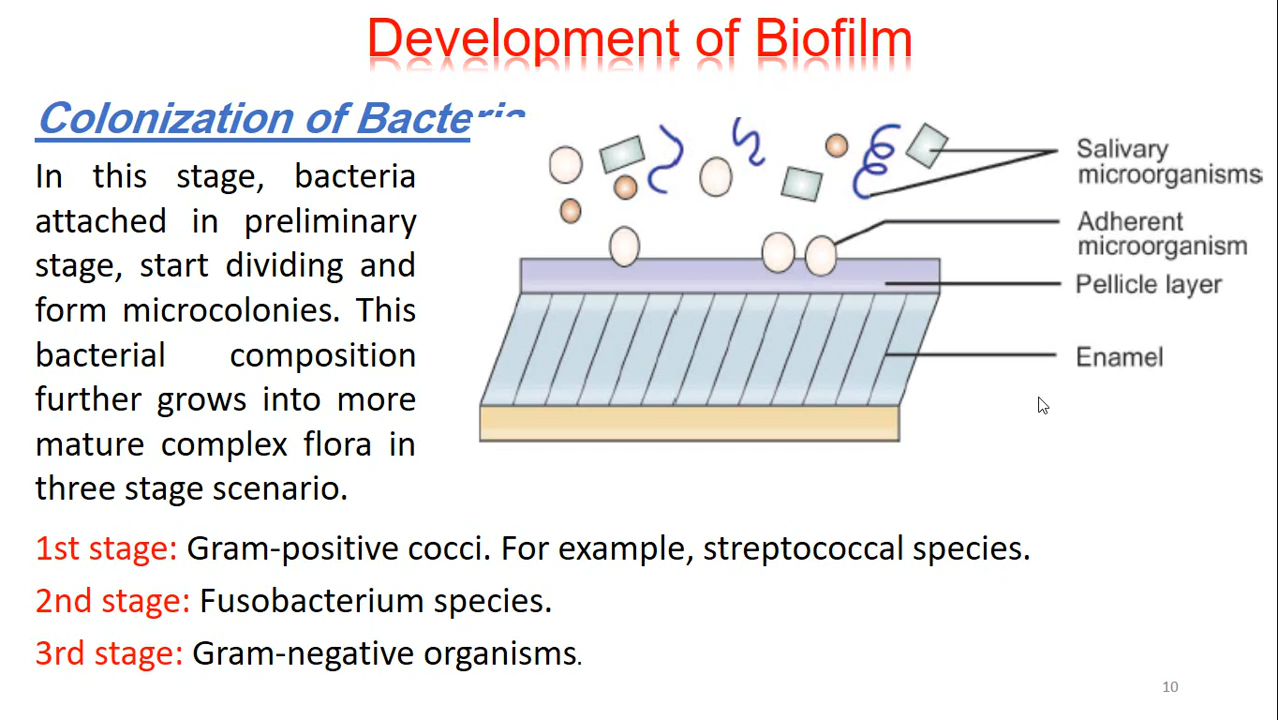 Development of Biofilm
Colonization of Bacteria
In this stage, bacteria
attached in preliminary
stage, start dividing and
form microcolonies. This
bacterial composition
further grows into more
mature complex flora in
three stage scenario.
Salivary
microorganisms
Adherent
microorganism
Pellicle layer
Enamel
1st stage: Gram-positive cocci. For example, streptococcal species.
2nd stage: Fusobacterium species.
3rd stage: Gram-negative organisms.
10